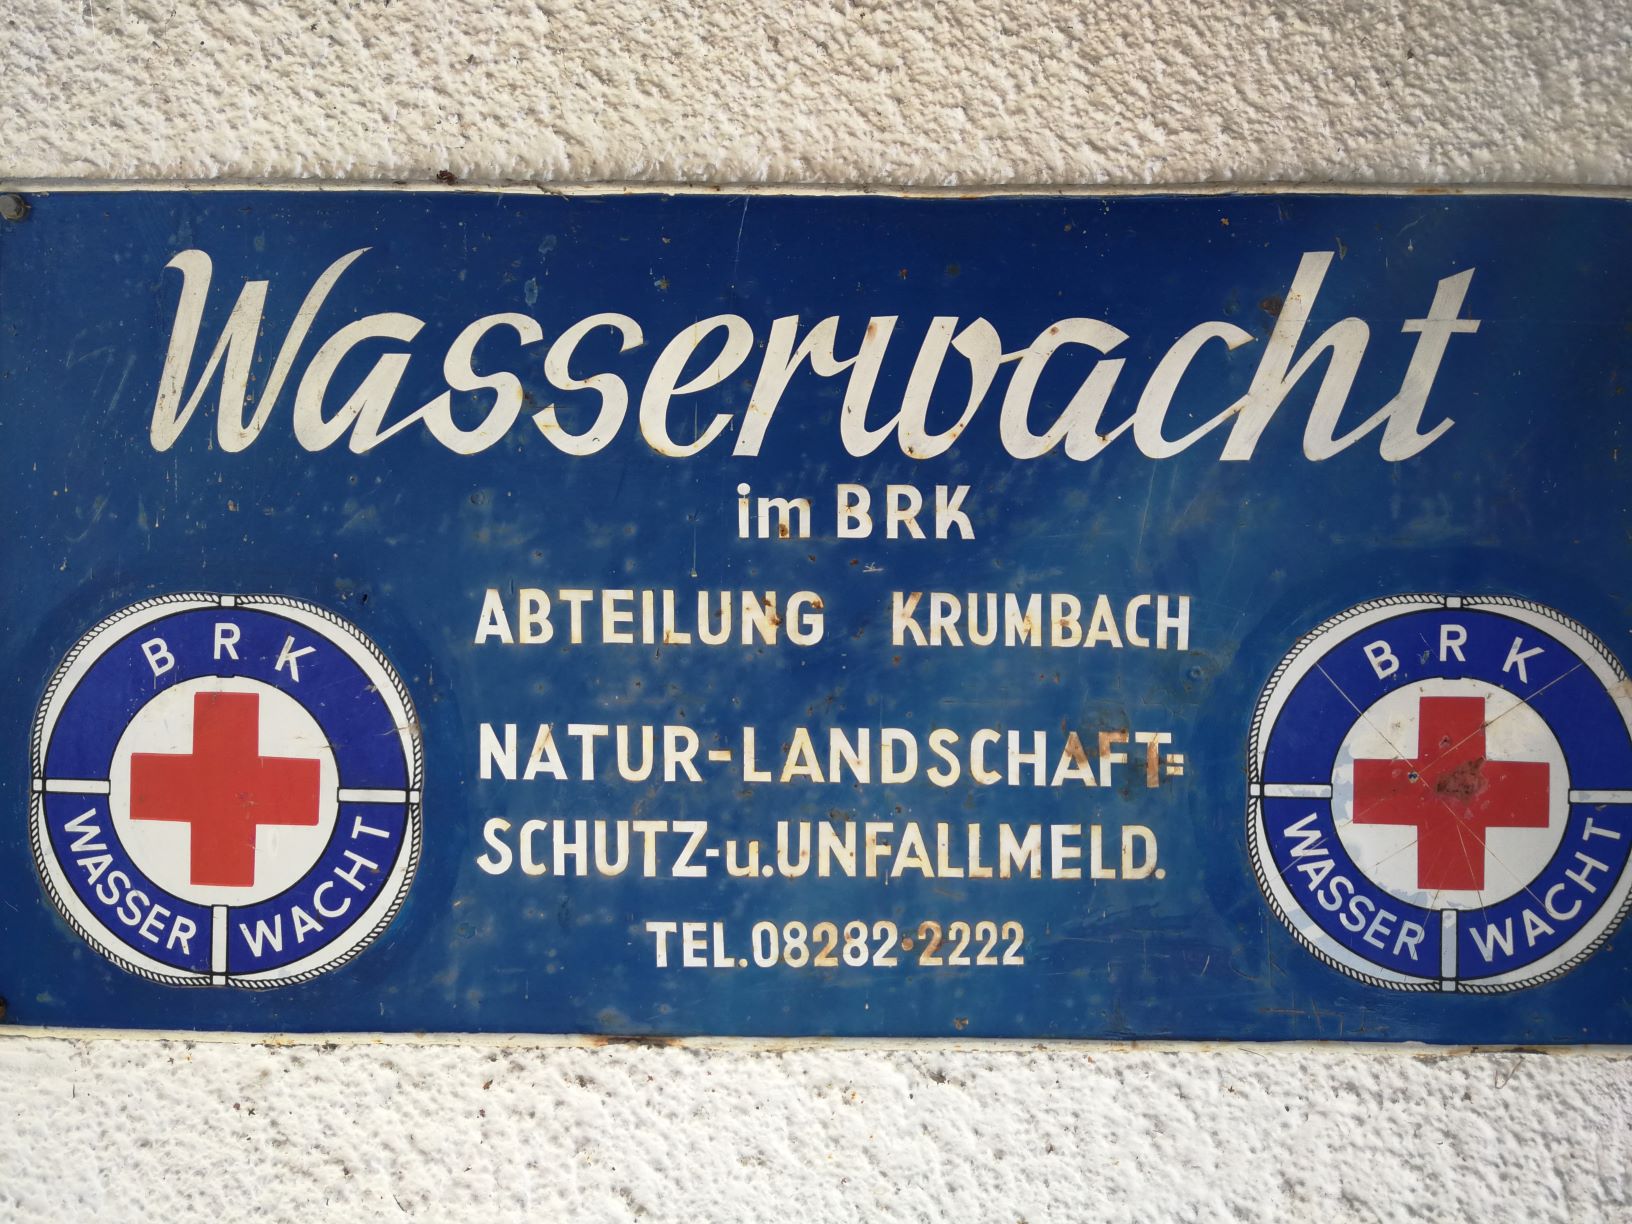 Wasserwacht
im BRK
ABTEILUNG KRUMBACH
NATUR-LANDSCHAFT=
SCHUTZ-u.UNFALLMELD.
TEL.08282-2222
BRK
WASSER WACHT
BRK
WASSER WACHT